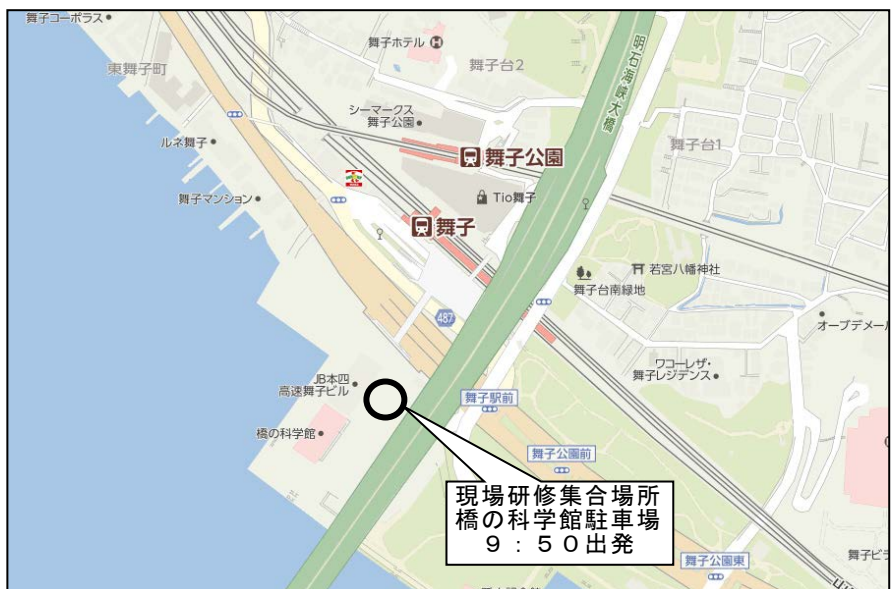 舞子コーポラス
東舞子町
舞子ホテル
舞子台2
明石海峡大橋
シーマークス
舞子公園
舞子公園
ルネ舞子
舞子台1
舞子マンション
Tio舞子
舞子
若宮八幡神社
舞子台南緑地
487
オーブデメール
ワコーレザ・
舞子レジデンス
JB本四
高速舞子ビル
舞子駅前
橋の科学館
舞子公園前
現場研修集合場所
橋の科学館駐車場
9:50出発
舞子公園東
舞子ビラ